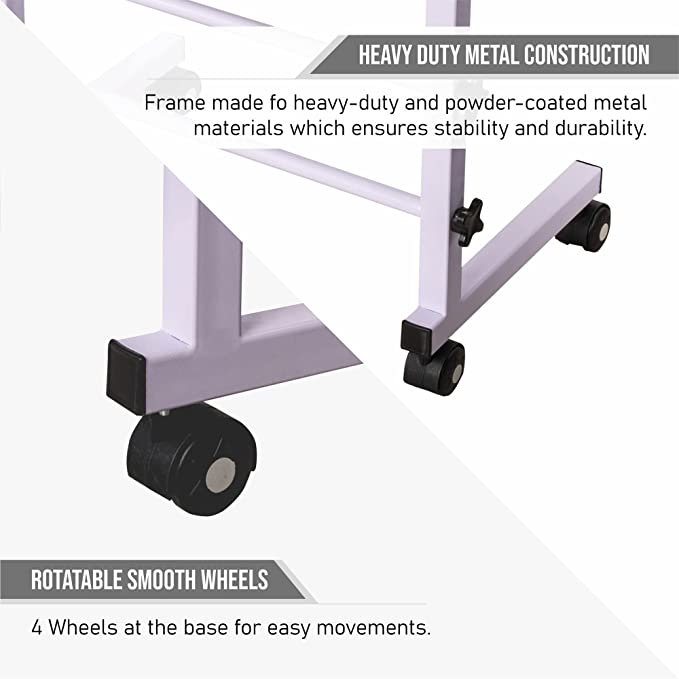 HEAVY DUTY METAL CONSTRUCTION
Frame made fo heavy-duty and powder-coated metal
materials which ensures stability and durability.
ROTATABLE SMOOTH WHEELS
4 Wheels at the base for easy movements.